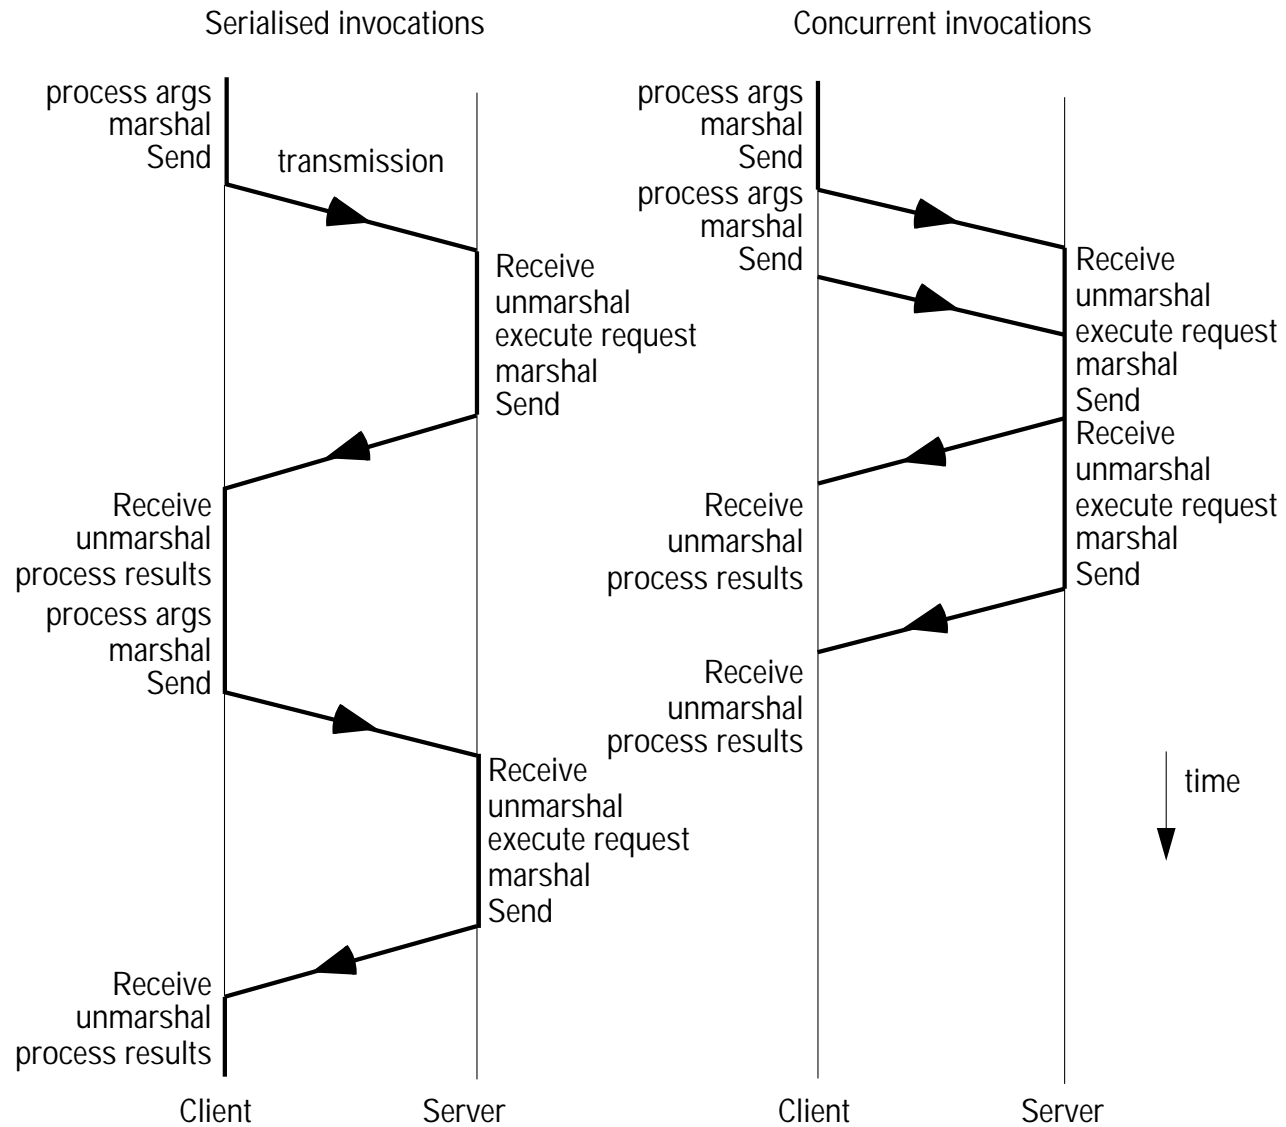 Serialised invocations
process args
marshal
Send
transmission
Receive
unmarshal
execute request
marshal
Send
Receive
unmarshal
process results
process args
marshal
Send
Receive
unmarshal
execute request
marshal
Send
Receive
unmarshal
process results
Client
Server
Concurrent invocations
process args
marshal
Send
process args
marshal
Send
Receive
unmarshal
execute request
marshal
Send
Receive
unmarshal
execute request
marshal
Send
Receive
unmarshal
process results
Receive
unmarshal
process results
time
Client
Server